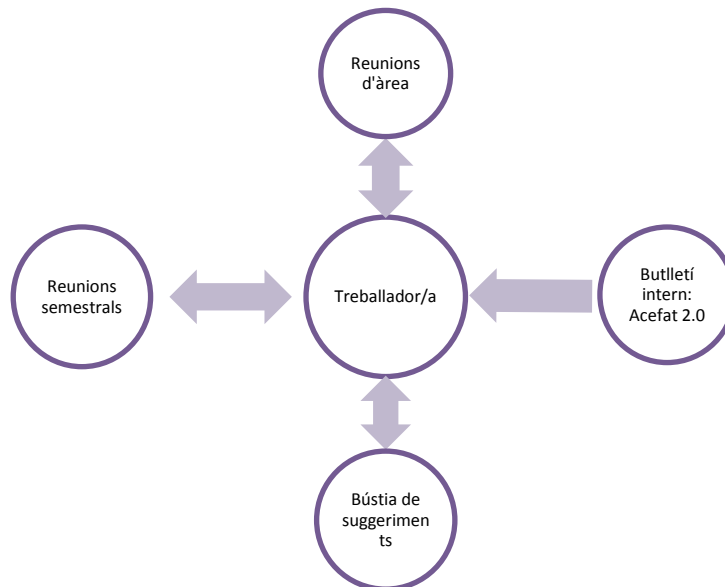 Reunions
d'àrea
Reunions
semestrals
Treballador/a
Butlletí
intern:
Acefat 2.0
Bústia de
suggerimen
ts